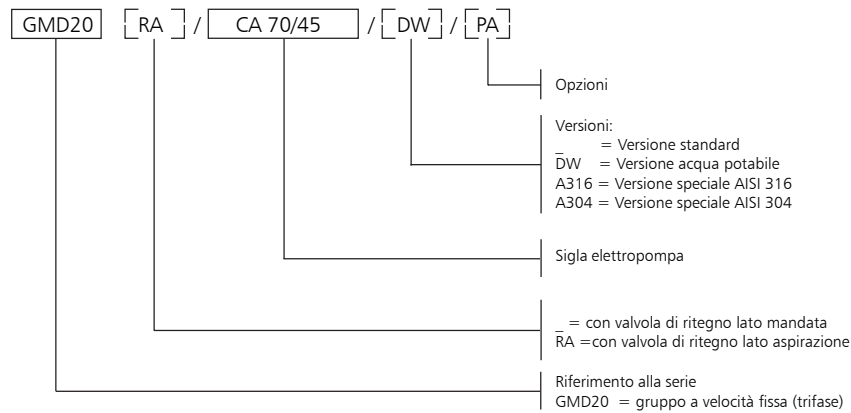 GMD20 RA / CA 70/45 / DW / PA
Opzioni
Versioni:
_ = Versione standard
DW = Versione acqua potabile
A316 = Versione speciale AISI 316
A304 = Versione speciale AISI 304
Sigla elettropompa
_ = con valvola di ritegno lato mandata
RA =con valvola di ritegno lato aspirazione
Riferimento alla serie
GMD20 = gruppo a velocità fissa (trifase)